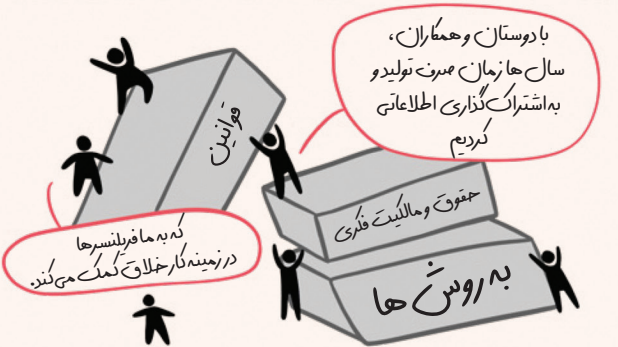 با دوستان و همکاران،
سال ها زمان صرف تولید و
به اشتراک گذاری اطلاعاتی
کردیم
که به ما فریلنسرها
در زمینه کار خلاق کمک می‌کند.
قوانین
حقوق و مالکیت فکری
به روش ها